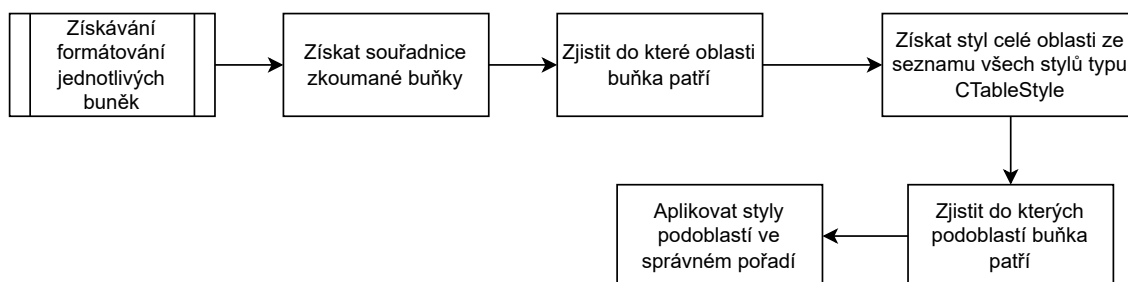 Získávání
formátování
jednotlivých
buněk
Získat souřadnice
zkoumané buňky
Zjistit do které oblasti
buňka patří
Získat styl celé oblasti ze
seznamu všech stylů typu
CTableStyle
Zjistit do kterých
podoblastí buňka
patří
Aplikovat styly
podoblastí ve
správném pořadí